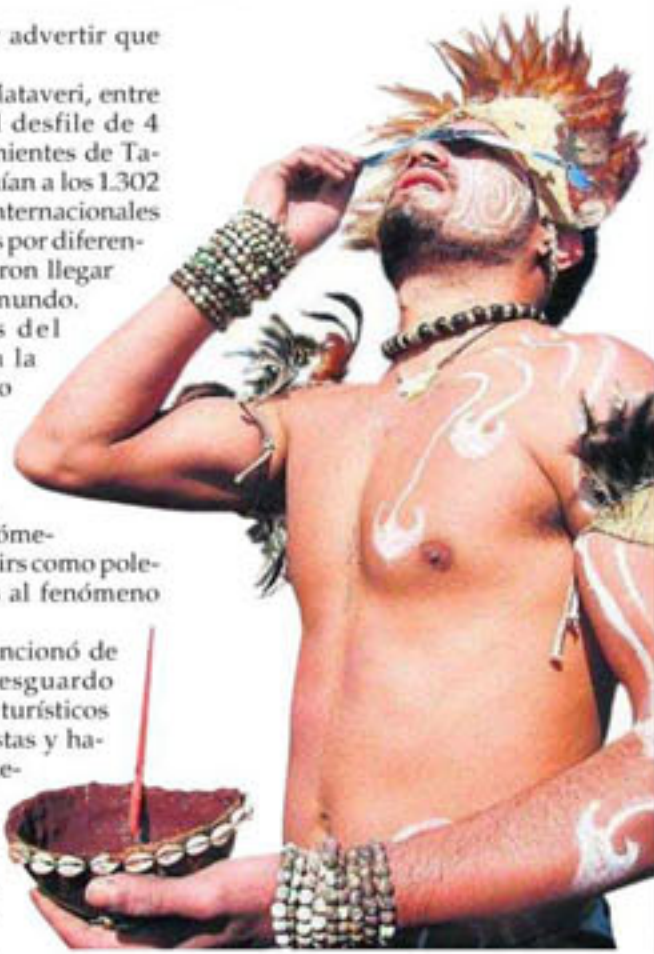 advertir que
lataveri, entre
l desfile de 4
nientes de Ta-
ían a los 1.302
nternacionales
s por diferen-
ron llegar
mundo.
s del
la
o
óme-
irs como pole-
al fenómeno
ncionó de
esguardo
turísticos
stas y ha-
e-